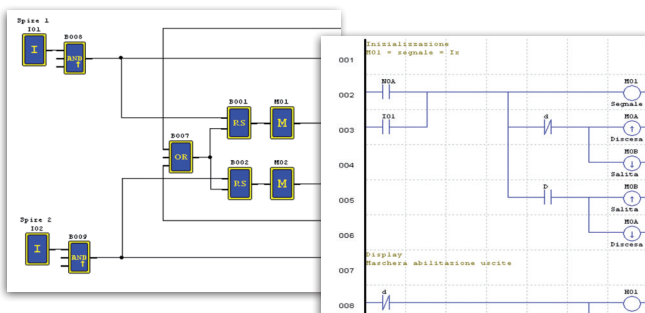 Spire 1
I01
I
B008
AND
B001
M01
RS
M
B007
OR
B002
M02
RS
M
Spire 2
I02
I
B009
AND
Inizializzazione
M01 = segnale = Is
001
002
N0A
M01
Segnale
003
I01
d
M0A
Discesa
004
M0B
Salita
005
D
M0B
Salita
006
M0A
Discesa
Display
Maschera abilitazione uscite
007
008
d
M01